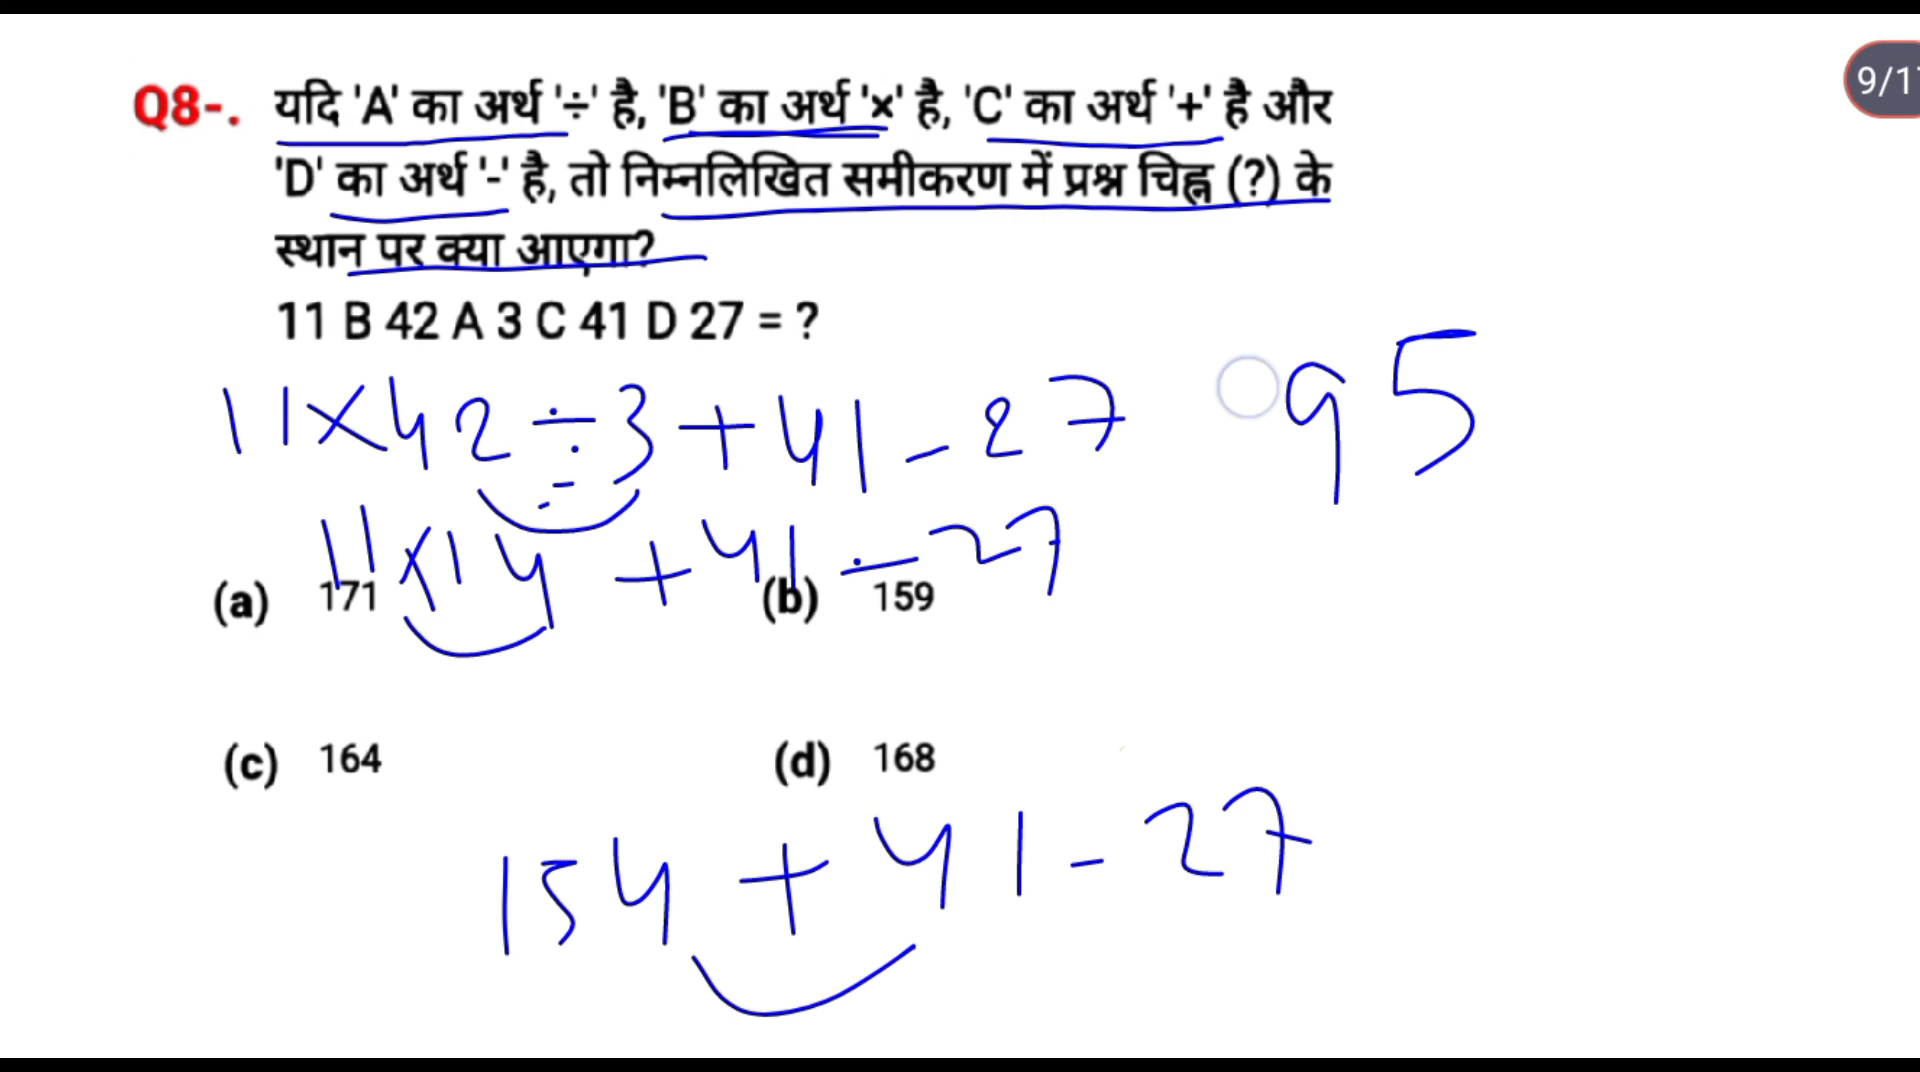 9/1
Q8-. यदि 'A' का अर्थ '÷' है, 'B' का अर्थ '×' है, 'C' का अर्थ '+' है और
'D' का अर्थ '-' है, तो निम्नलिखित समीकरण में प्रश्न चिह्न (?) के
स्थान पर क्या आएगा?
11 B 42 A 3 C 41 D 27 = ?
11×42÷3+41-27
95
11×14+41-27
(a) 171 (b) 159
(c) 164 (d) 168
154+41-27